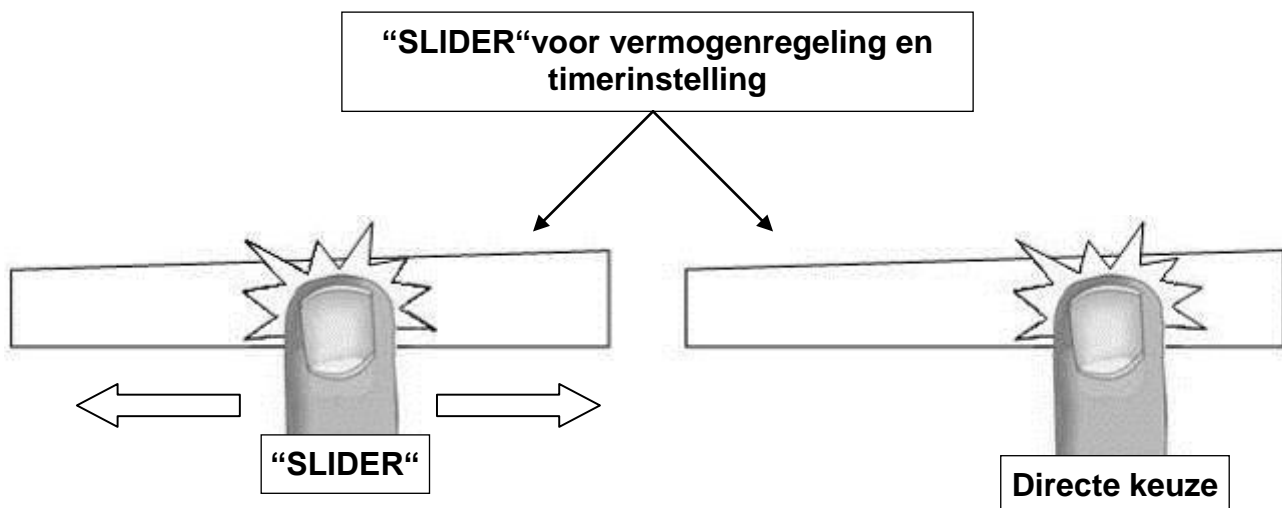 “SLIDER“voor vermogenregeling en
timerinstelling
“SLIDER“
Directe keuze